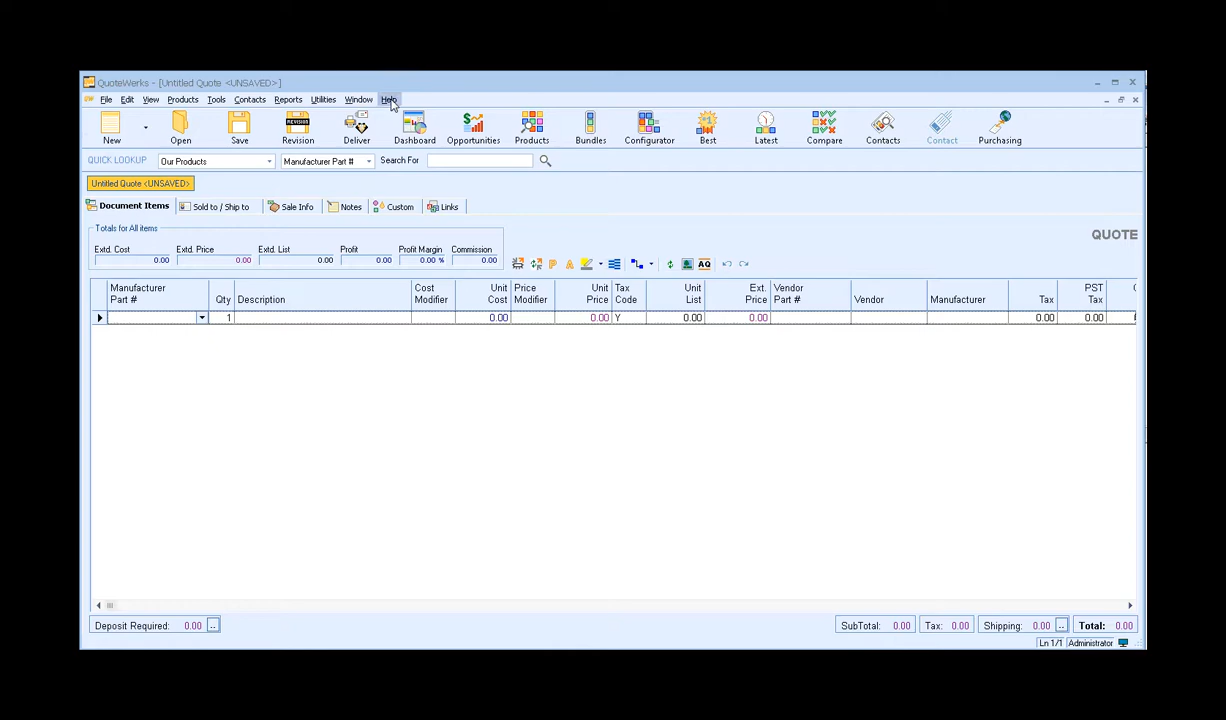 QuoteWerks - [Untitled Quote <UNSAVED>]
File Edit View Products Tools Contacts Reports Utilities Window Help
REVISION
New Open Save Revision Deliver Dashboard Opportunities Products Bundles Configurator Best Latest Compare Contacts Contact Purchasing
QUICK LOOKUP Our Products Manufacturer Part # Search For
Untitled Quote <UNSAVED>
Document Items Sold to / Ship to Sale Info Notes Custom Links
Totals for All items
QUOTE
Extd. Cost Extd. Price Extd. List Profit Profit Margin Commission
0.00 0.00 0.00 0.00 0.00 % 0.00
P A AQ
Manufacturer Part # Qty Description Cost Modifier Unit Cost Price Modifier Unit Price Tax Code Unit List Ext. Price Vendor Part # Vendor Manufacturer Tax PST Tax
1 0.00 0.00 Y 0.00 0.00 0.00 0.00
Deposit Required: 0.00 .. SubTotal: 0.00 Tax: 0.00 Shipping: 0.00 .. Total: 0.00
Ln 1/1 Administrator